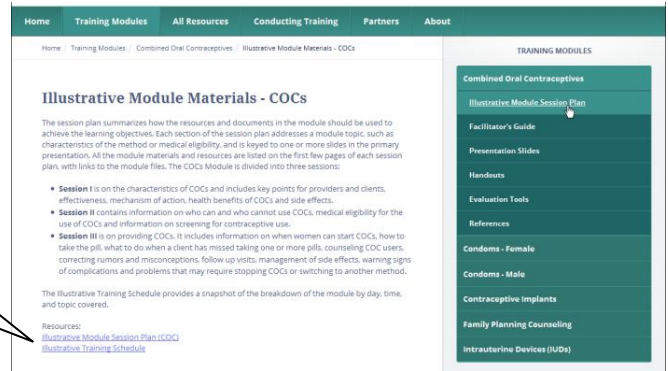 Home Training Modules All Resources Conducting Training Partners About
Home / Training Modules / Combined Oral Contraceptives / Illustrative Module Materials - COCs
Illustrative Module Materials - COCs
The session plan summarizes how the resources and documents in the module should be used to
achieve the learning objectives. Each section of the session plan addresses a module topic, such as
characteristics of the method or medical eligibility, and is keyed to one or more slides in the primary
presentation. All the module materials and resources are listed on the first few pages of each session
plan, with links to the module files. The COCs Module is divided into three sessions:
• Session I is on the characteristics of COCs and includes key points for providers and clients,
effectiveness, mechanism of action, health benefits of COCs and side effects.
• Session II contains information on who can and who cannot use COCs, medical eligibility for the
use of COCs and information on screening for contraceptive use.
• Session III is on providing COCs. It includes information on when women can start COCs, how to
take the pill, what to do when a client has missed taking one or more pills, counseling COC users,
correcting rumors and misconceptions, follow up visits, management of side effects, warning signs
of complications and problems that may require stopping COCs or switching to another method.
The Illustrative Training Schedule provides a snapshot of the breakdown of the module by day, time,
and topic covered.
Resources:
Illustrative Module Session Plan (COC)
Illustrative Training Schedule
TRAINING MODULES
Combined Oral Contraceptives
Illustrative Module Session Plan
Facilitator's Guide
Presentation Slides
Handouts
Evaluation Tools
References
Condoms - Female
Condoms - Male
Contraceptive Implants
Family Planning Counseling
Intrauterine Devices (IUDs)